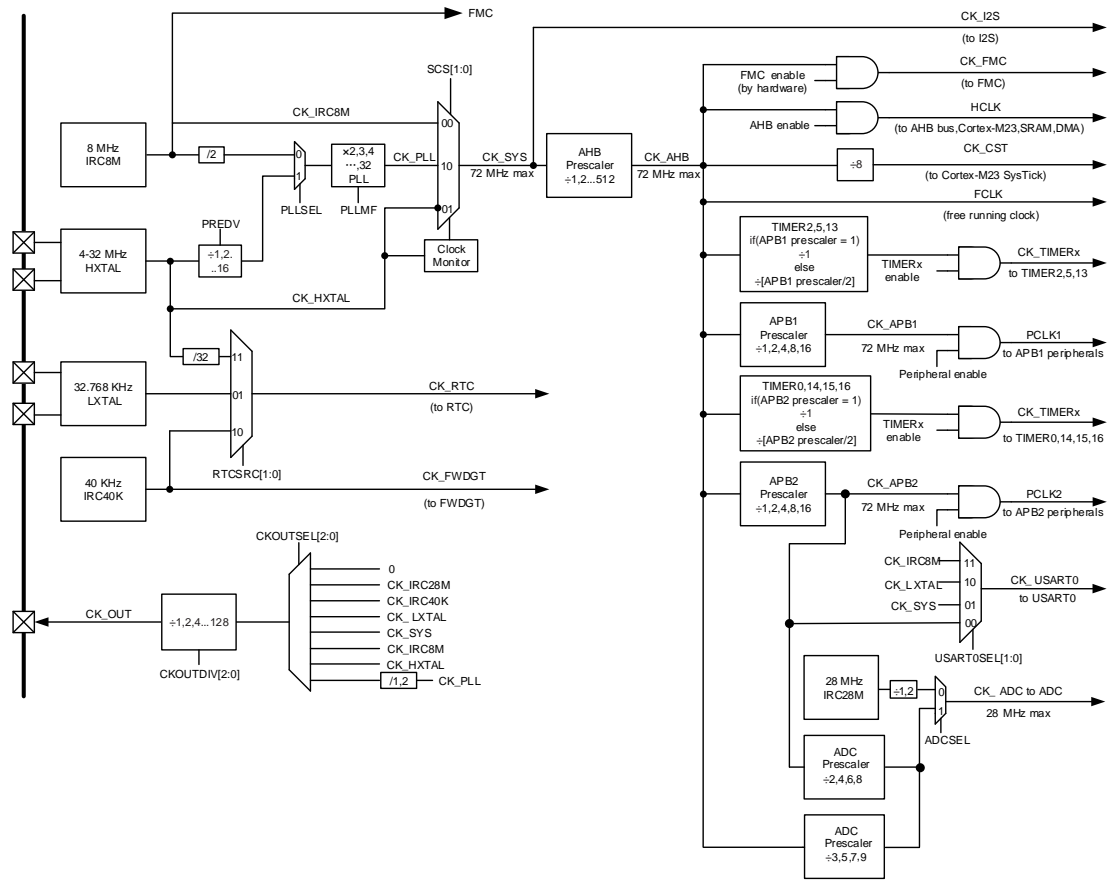 FMC
CK_I2S
(to I2S)
SCS[1:0]
FMC enable
(by hardware)
CK_FMC
(to FMC)
CK_IRC8M
00
AHB enable
HCLK
(to AHB bus,Cortex-M23,SRAM,DMA)
8 MHz
IRC8M
/2
0
1
PLLSEL
×2,3,4
…,32
PLL
PLLMF
CK_PLL
10
CK_SYS
72 MHz max
AHB
Prescaler
÷1,2...512
CK_AHB
72 MHz max
÷8
CK_CST
(to Cortex-M23 SysTick)
01
FCLK
(free running clock)
PREDV
4-32 MHz
HXTAL
÷1,2.
..16
Clock
Monitor
TIMER2,5,13
if(APB1 prescaler = 1)
÷1
else
÷[APB1 prescaler/2]
TIMERx
enable
CK_TIMERx
to TIMER2,5,13
CK_HXTAL
APB1
Prescaler
÷1,2,4,8,16
CK_APB1
72 MHz max
Peripheral enable
PCLK1
to APB1 peripherals
/32
11
32.768 KHz
LXTAL
01
CK_RTC
(to RTC)
10
TIMER0,14,15,16
if(APB2 prescaler = 1)
÷1
else
÷[APB2 prescaler/2]
TIMERx
enable
CK_TIMERx
to TIMER0,14,15,16
RTCSRC[1:0]
40 KHz
IRC40K
CK_FWDGT
(to FWDGT)
APB2
Prescaler
÷1,2,4,8,16
CK_APB2
72 MHz max
Peripheral enable
PCLK2
to APB2 peripherals
CKOUTSEL[2:0]
0
CK_IRC28M
CK_IRC40K
CK_LXTAL
CK_SYS
CK_IRC8M
CK_HXTAL
/1,2
CK_PLL
CK_OUT
÷1,2,4...128
CKOUTDIV[2:0]
CK_IRC8M
11
CK_LXTAL
10
CK_SYS
01
00
CK_USART0
to USART0
USART0SEL[1:0]
28 MHz
IRC28M
÷1,2
0
1
ADCSEL
CK_ ADC to ADC
28 MHz max
ADC
Prescaler
÷2,4,6,8
ADC
Prescaler
÷3,5,7,9